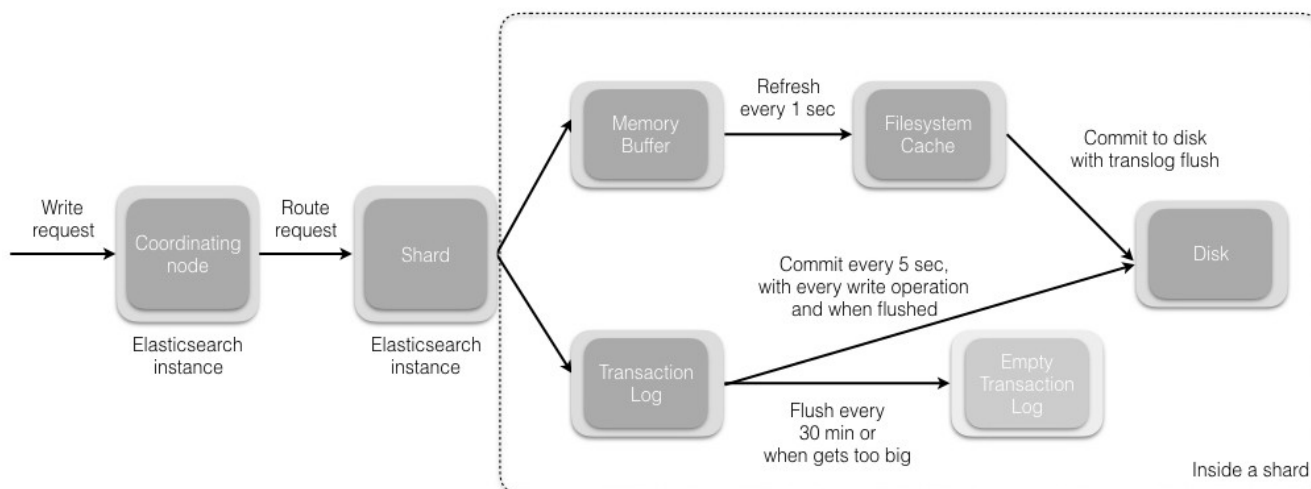 Write
request
Coordinating
node
Elasticsearch
instance
Route
request
Shard
Elasticsearch
instance
Memory
Buffer
Refresh
every 1 sec
Filesystem
Cache
Commit to disk
with translog flush
Disk
Commit every 5 sec,
with every write operation
and when flushed
Transaction
Log
Flush every
30 min or
when gets too big
Empty
Transaction
Log
Inside a shard